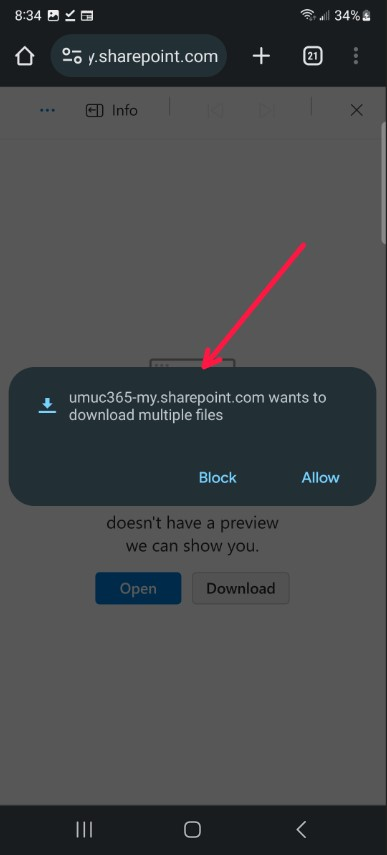 8:34
34%
y.sharepoint.com
21
Info
umuc365-my.sharepoint.com wants to
download multiple files
Block Allow
doesn't have a preview
we can show you.
Open Download